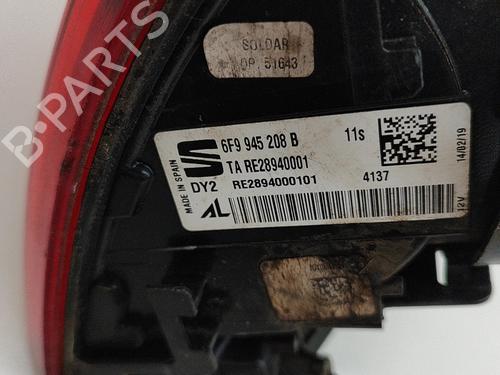 B-PARTS
SOLDAR
OP 51643
MADE IN SPAIN
6F9 945 208 B
11s
TA RE28940001
DY2
RE2894000101
4137
AL
14/02/19
12V